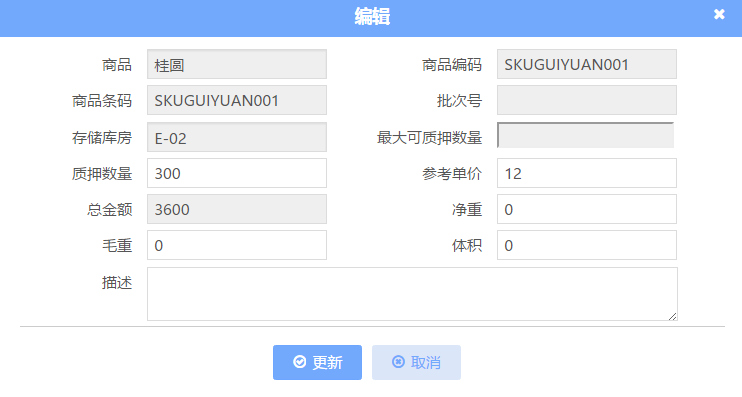 编辑
商品 桂圆 商品编码 SKUGUIYUAN001
商品条码 SKUGUIYUAN001 批次号
存储库房 E-02 最大可质押数量
质押数量 300 参考单价 12
总金额 3600 净重 0
毛重 0 体积 0
描述
更新 取消